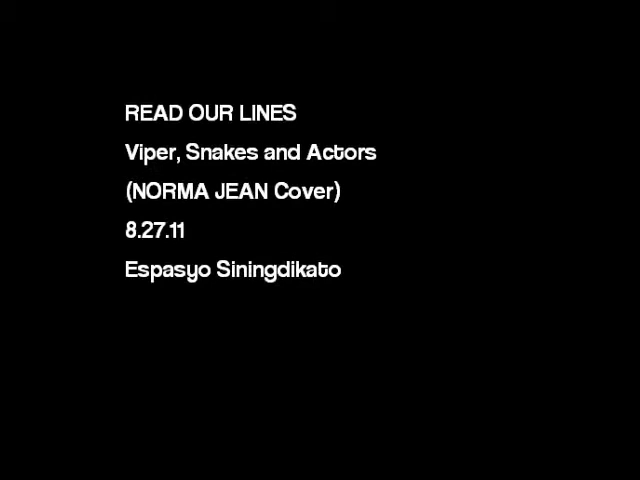 READ OUR LINES
Viper, Snakes and Actors
(NORMA JEAN Cover)
8.27.11
Espasyo Siningdikato